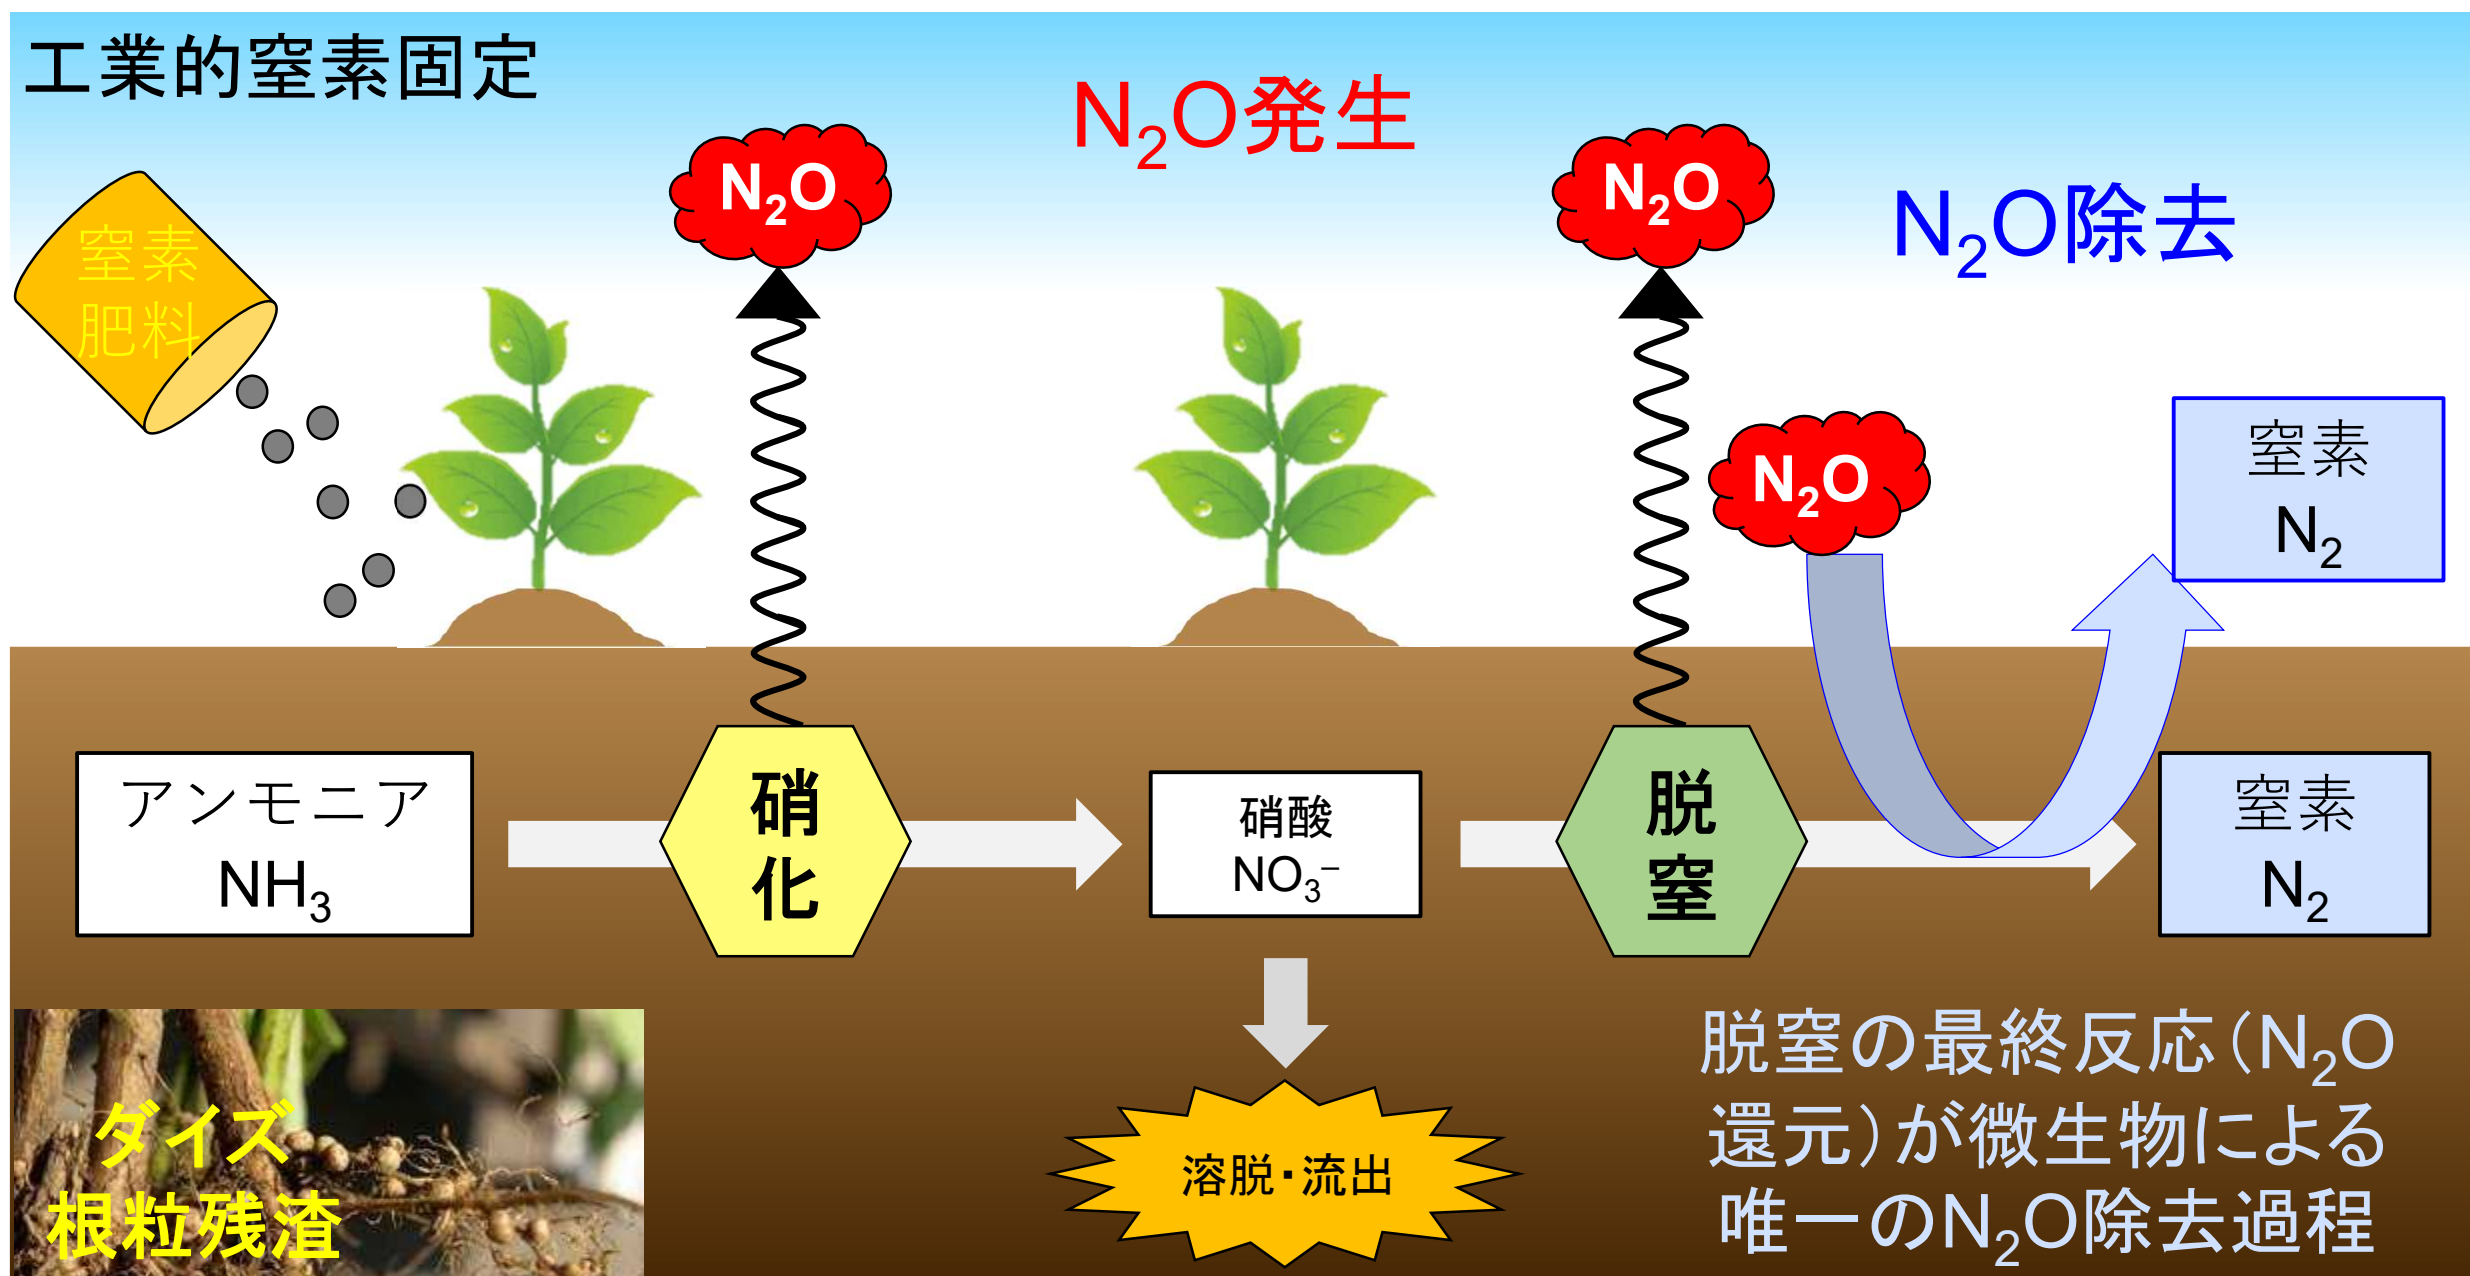 工業的窒素固定
N₂O発生
N₂O
N₂O
N₂O除去
窒素
肥料
N₂O
窒素
N₂
アンモニア
NH₃
硝
化
硝酸
NO₃⁻
脱
窒
窒素
N₂
ダイズ
根粒残渣
溶脱・流出
脱窒の最終反応（N₂O
還元）が微生物による
唯一のN₂O除去過程